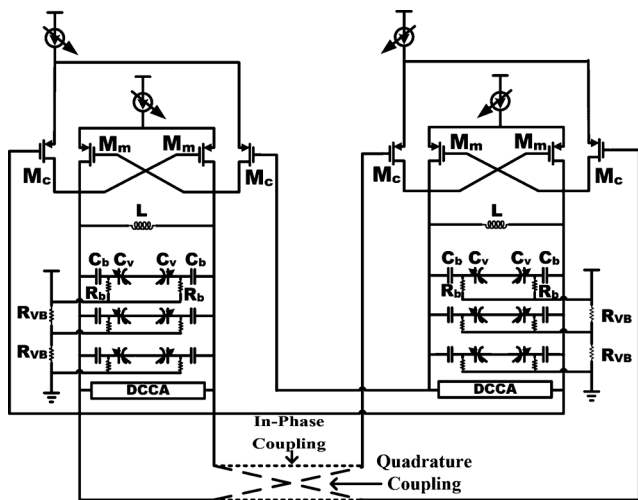 Mm Mm Mm Mm
Mc Mc Mc Mc
L L
Cb Cv Cv Cb Cb Cv Cv Cb
Rb Rb Rb Rb
RVB RVB
RVB RVB
DCCA DCCA
In-Phase
Coupling
Quadrature
Coupling